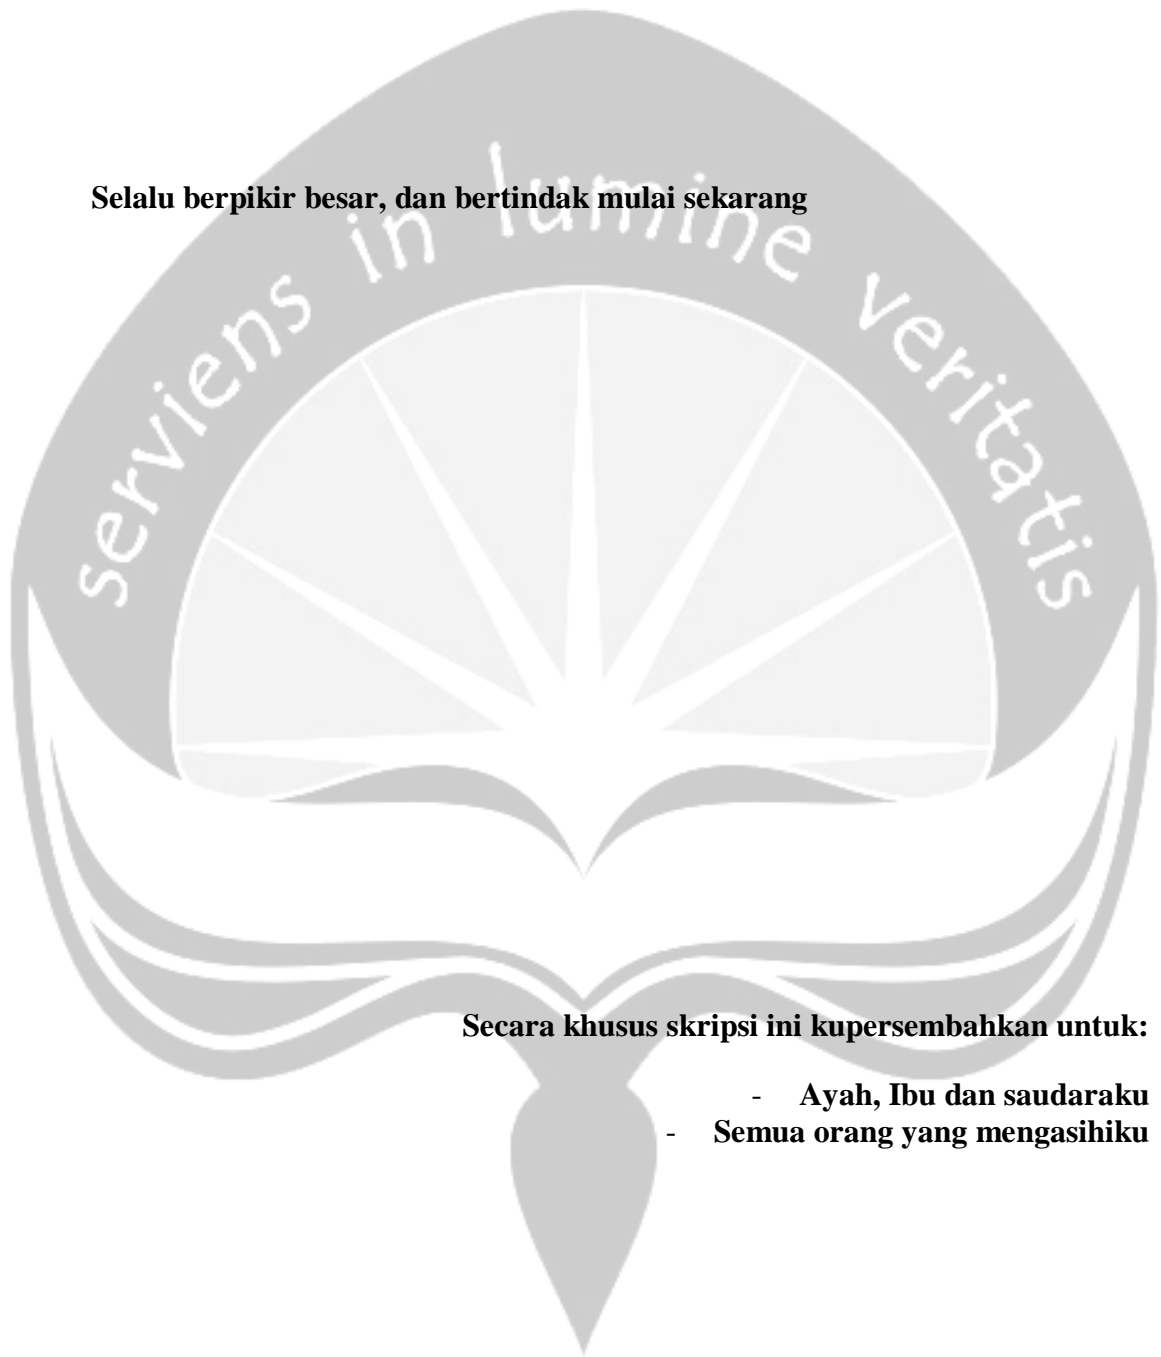 Selalu berpikir besar, dan bertindak mulai sekarang
serviens in lumine veritatis
Secara khusus skripsi ini kupersembahkan untuk:
- Ayah, Ibu dan saudaraku
- Semua orang yang mengasihiku